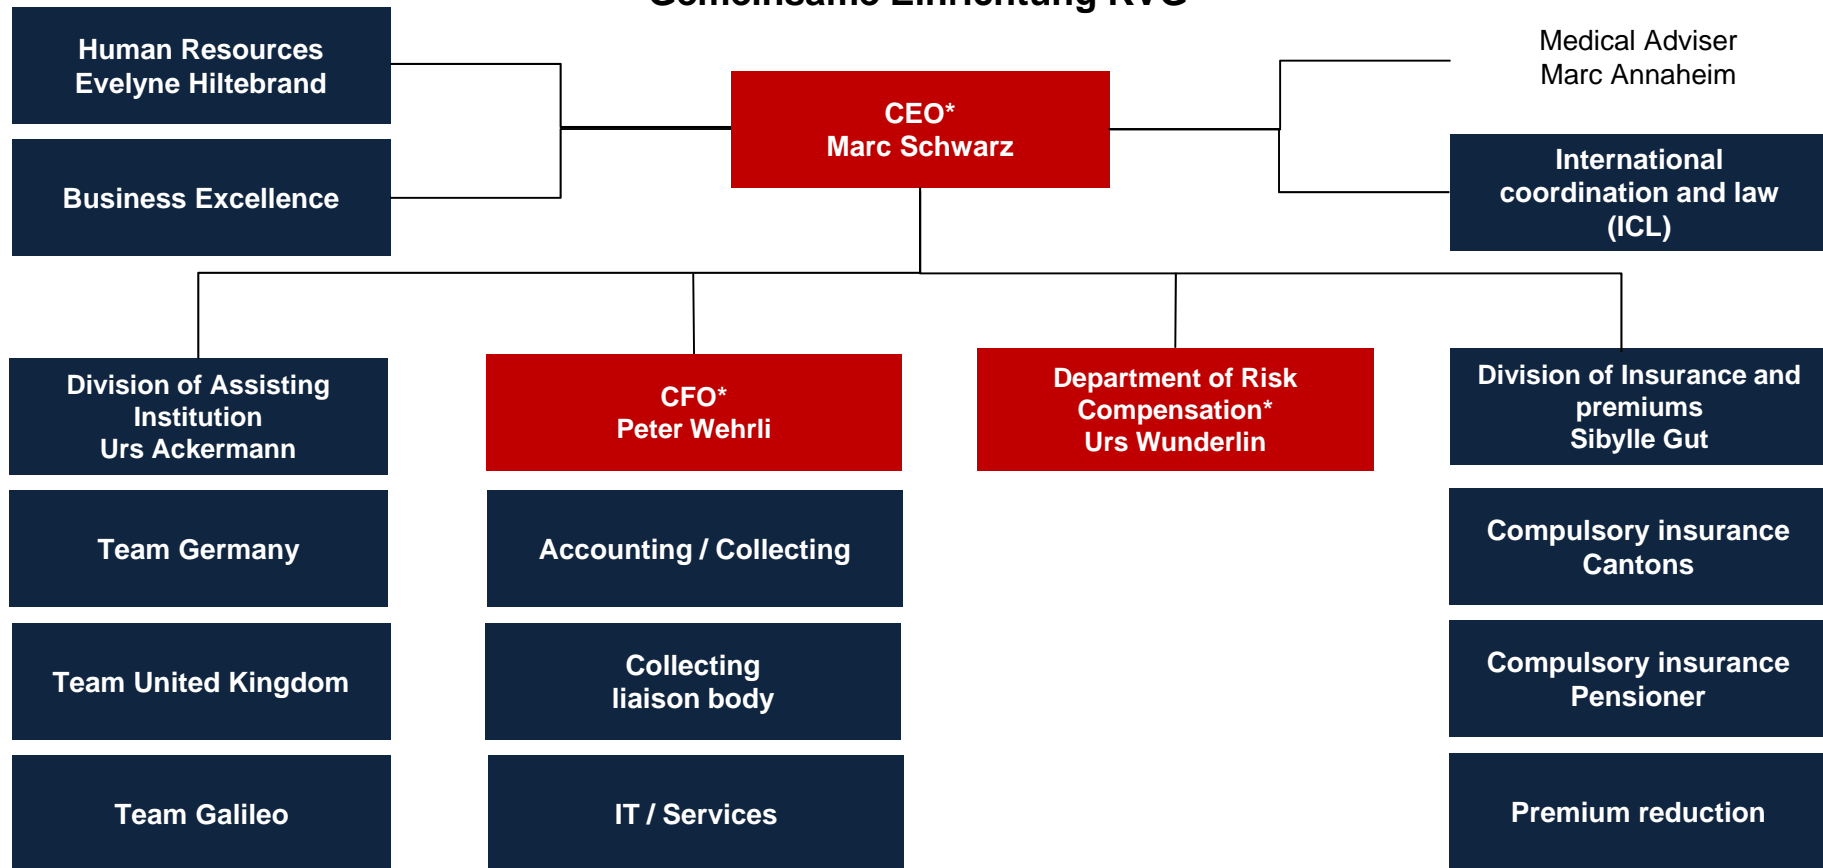 Gemeinsame Einrichtung KVG
Human Resources
Evelyne Hiltebrand
Business Excellence
CEO*
Marc Schwarz
Medical Adviser
Marc Annaheim
International
coordination and law
(ICL)
Division of Assisting
Institution
Urs Ackermann
CFO*
Peter Wehrli
Department of Risk
Compensation*
Urs Wunderlin
Division of Insurance and
premiums
Sibylle Gut
Team Germany
Accounting / Collecting
Compulsory insurance
Cantons
Team United Kingdom
Collecting
liaison body
Compulsory insurance
Pensioner
Team Galileo
IT / Services
Premium reduction